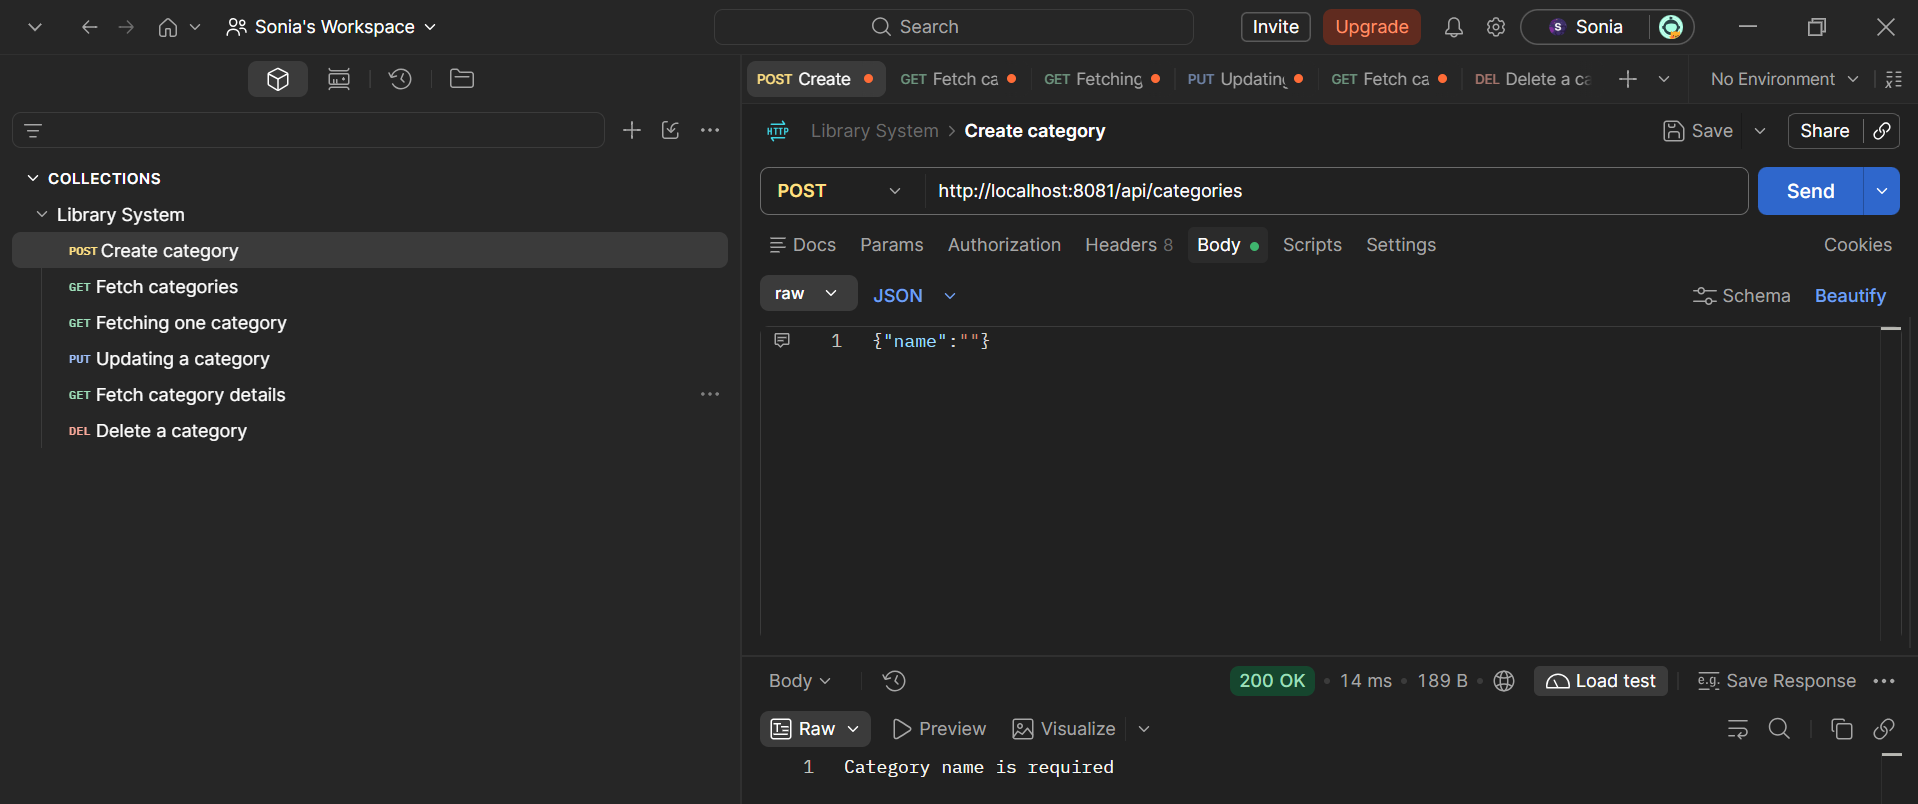 Sonia's Workspace
Search
Invite
Upgrade
S Sonia
COLLECTIONS
Library System
POST Create category
GET Fetch categories
GET Fetching one category
PUT Updating a category
GET Fetch category details
DEL Delete a category
POST Create
GET Fetch ca
GET Fetching
PUT Updating
GET Fetch ca
DEL Delete a ca
No Environment
HTTP Library System > Create category
Save
Share
POST
http://localhost:8081/api/categories
Send
Docs
Params
Authorization
Headers 8
Body
Scripts
Settings
Cookies
raw
JSON
Schema
Beautify
1 {"name":""}
Body
200 OK • 14 ms • 189 B •
Load test
e.g. Save Response
Raw
Preview
Visualize
1 Category name is required